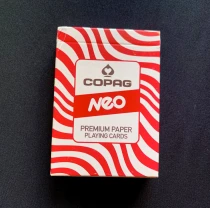 COPAG
NEO
PREMIUM PAPER
PLAYING CARDS